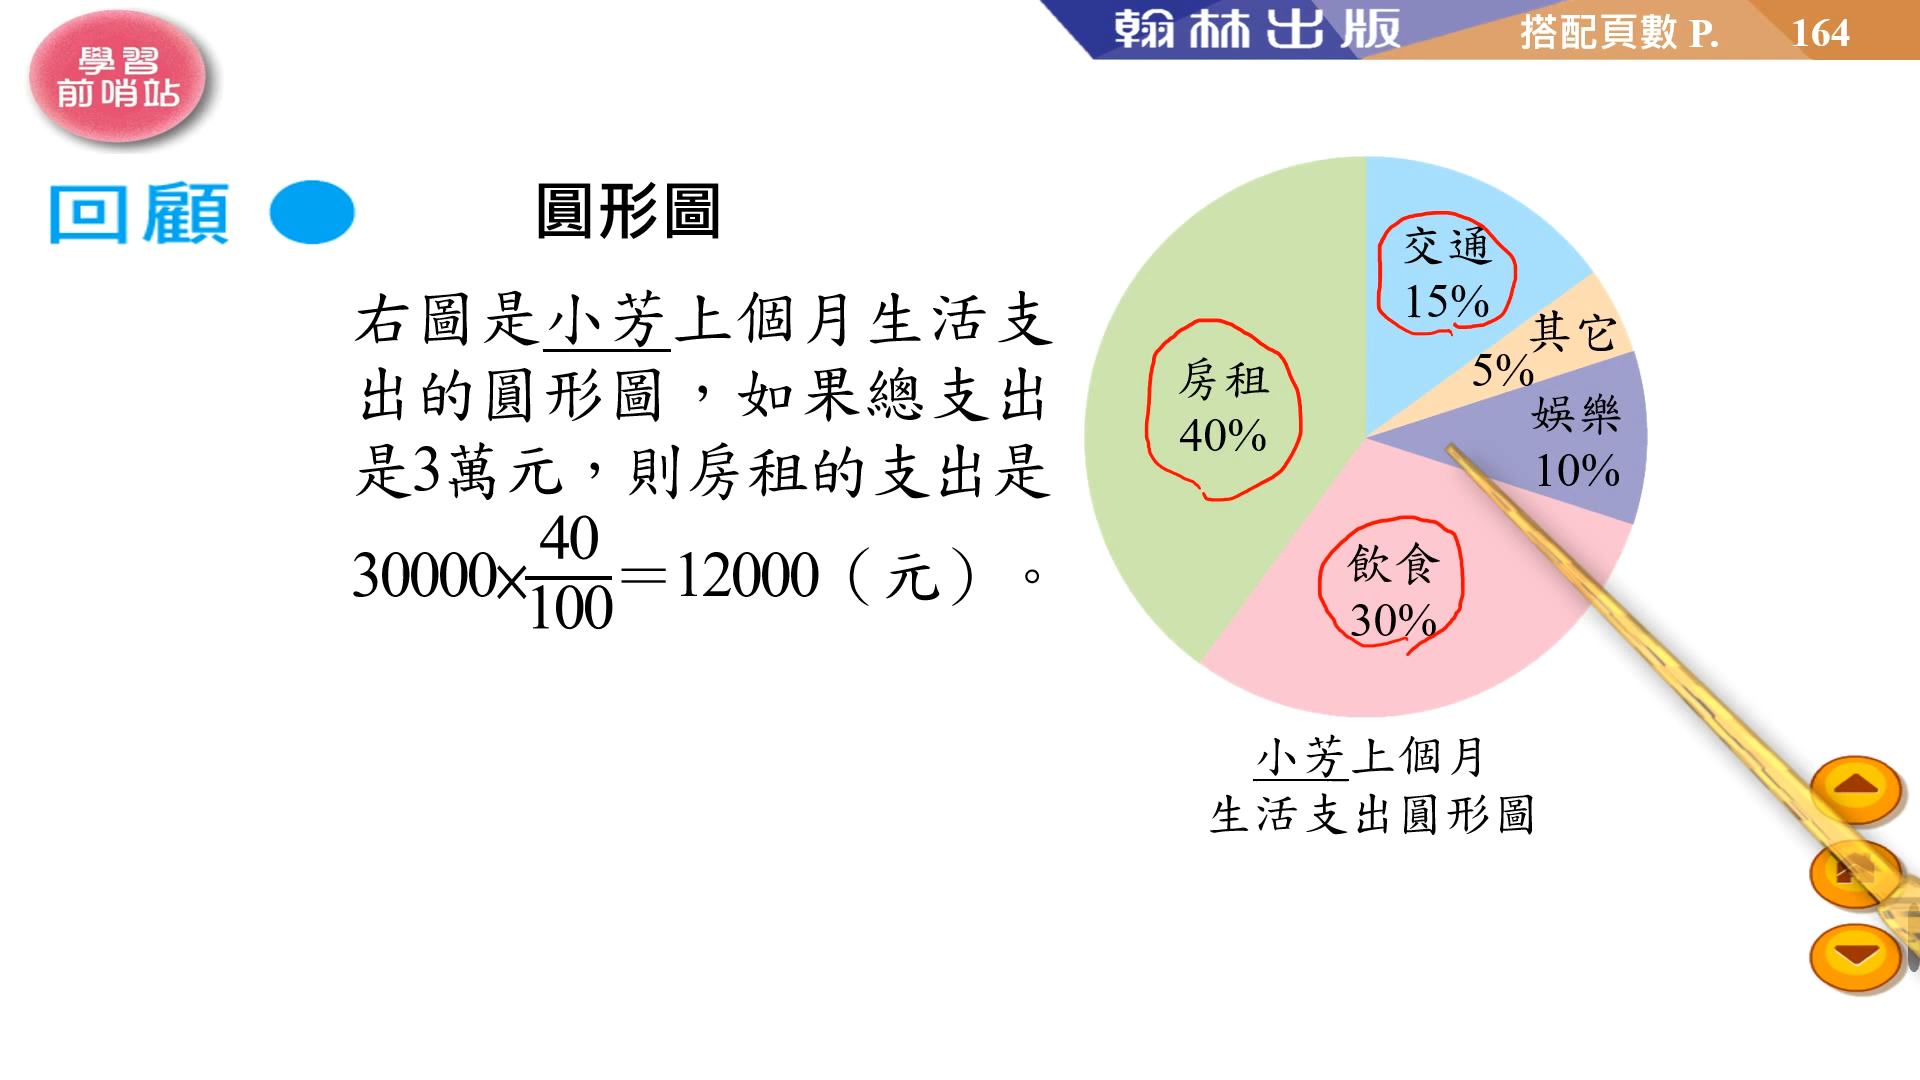 學習
前哨站
翰林出版
搭配頁數 P. 164
回顧
圓形圖
右圖是小芳上個月生活支
出的圓形圖，如果總支出
是3萬元，則房租的支出是
30000×40/100＝12000（元）。
交通
15%
其它
5%
房租
40%
娛樂
10%
飲食
30%
小芳上個月
生活支出圓形圖